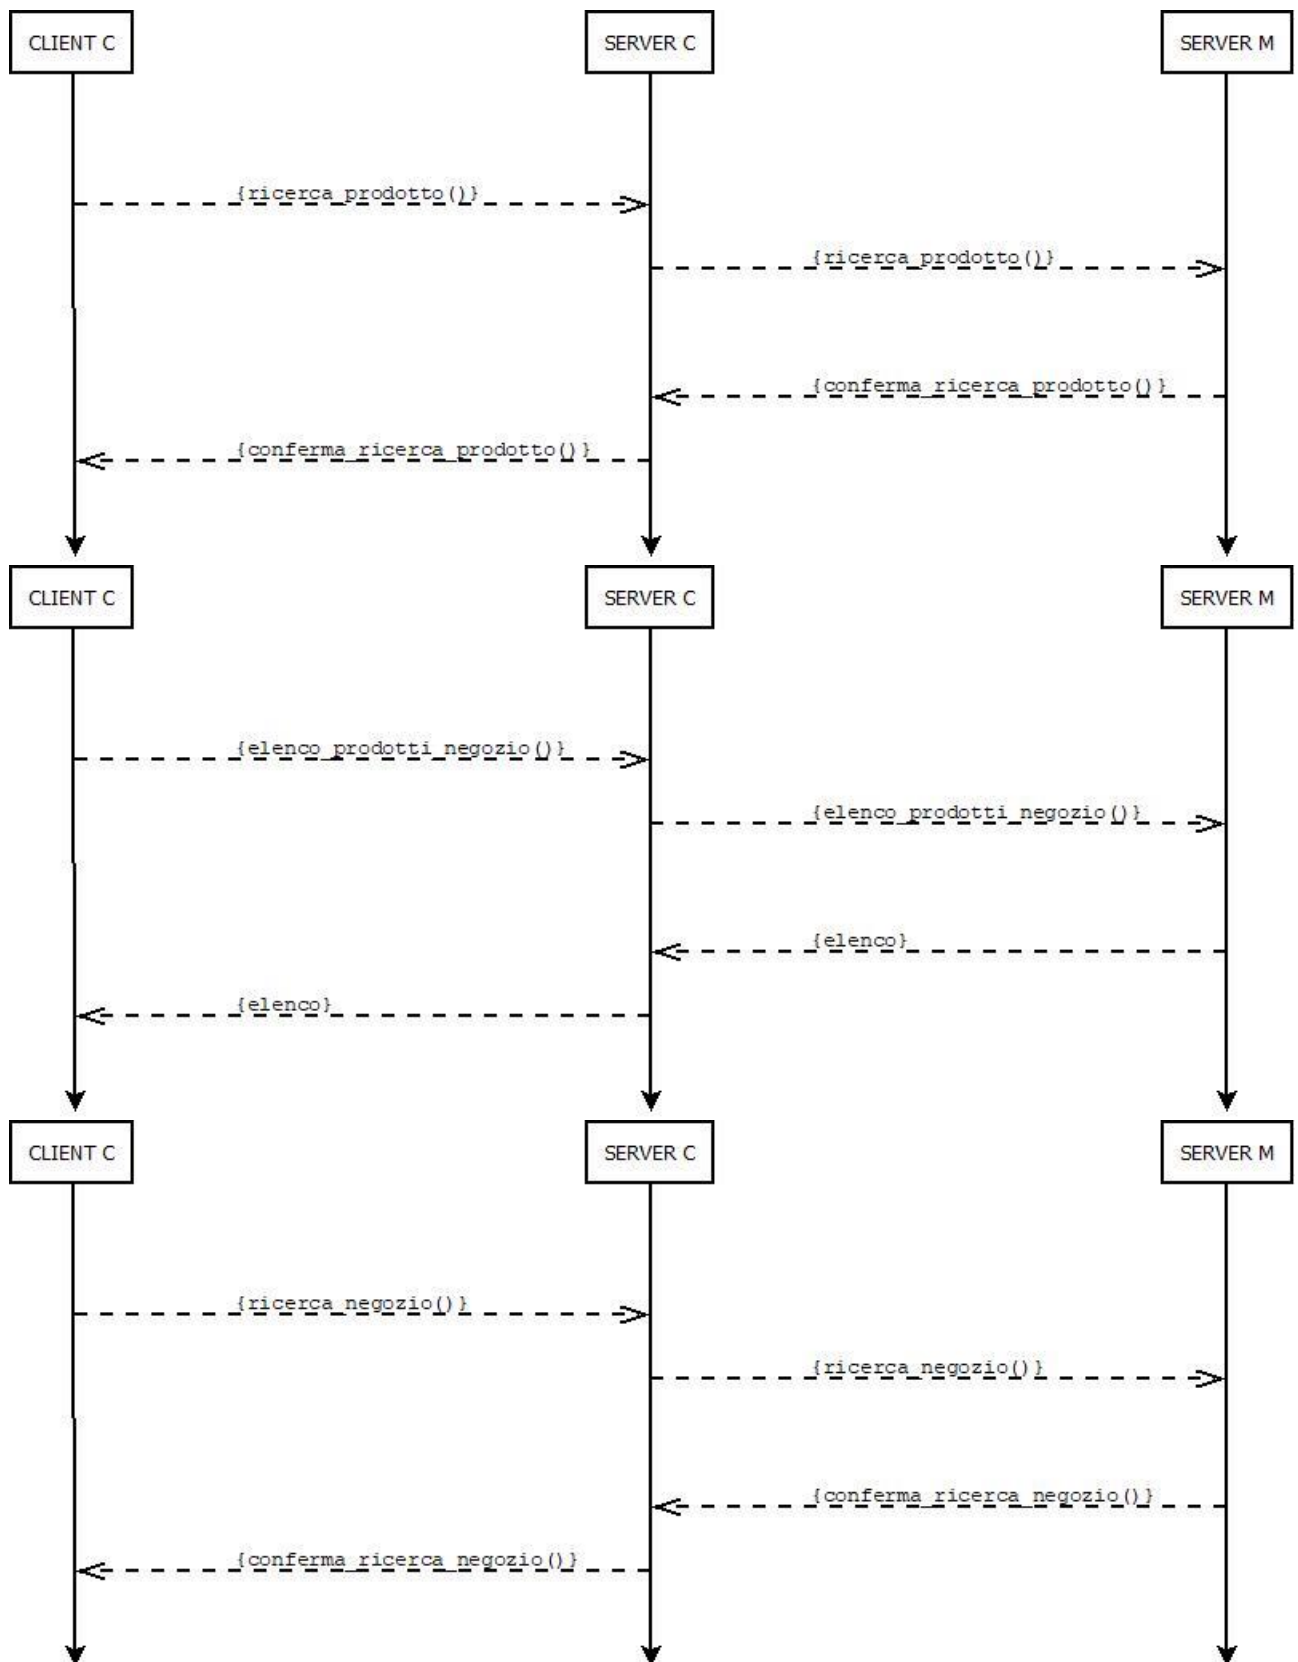 CLIENT C
SERVER C
SERVER M
{ricerca_prodotto()}
{ricerca_prodotto()}
{conferma_ricerca_prodotto()}
{conferma_ricerca_prodotto()}
CLIENT C
SERVER C
SERVER M
{elenco_prodotti_negozio()}
{elenco_prodotti_negozio()}
{elenco}
{elenco}
CLIENT C
SERVER C
SERVER M
{ricerca_negozio()}
{ricerca_negozio()}
{conferma_ricerca_negozio()}
{conferma_ricerca_negozio()}